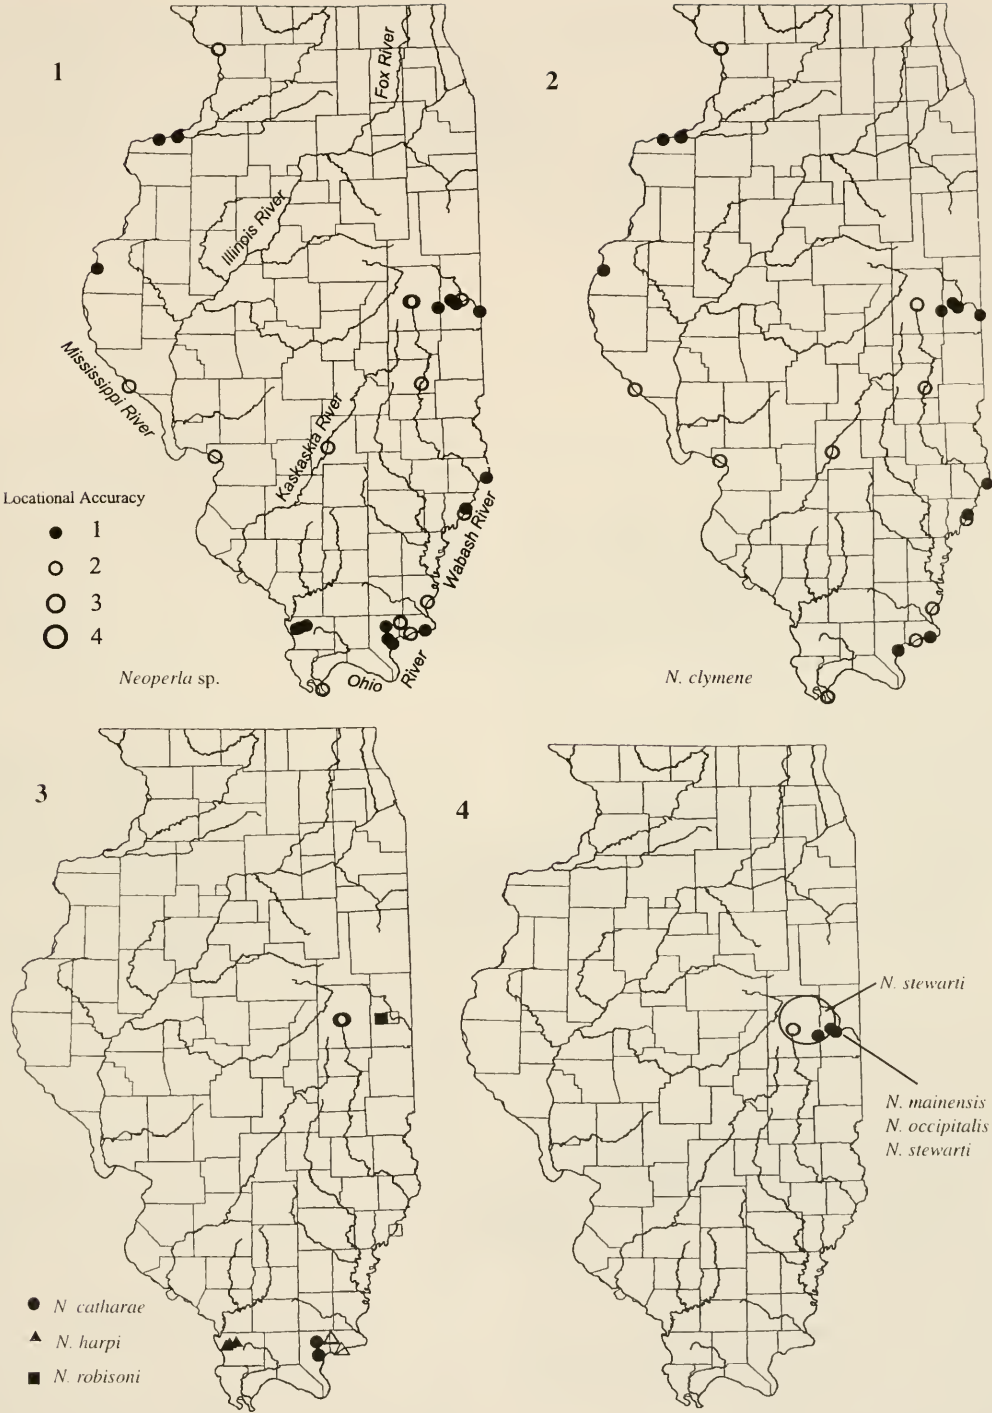 1
Fox River
Illinois River
Mississippi River
Kaskaskia River
Wabash River
Ohio River
Locational Accuracy
1
2
3
4
Neoperla sp.
2
N. clymene
3
N catharae
N. harpi
N. robisoni
4
N. stewarti
N. mainensis
N. occipitalis
N. stewarti